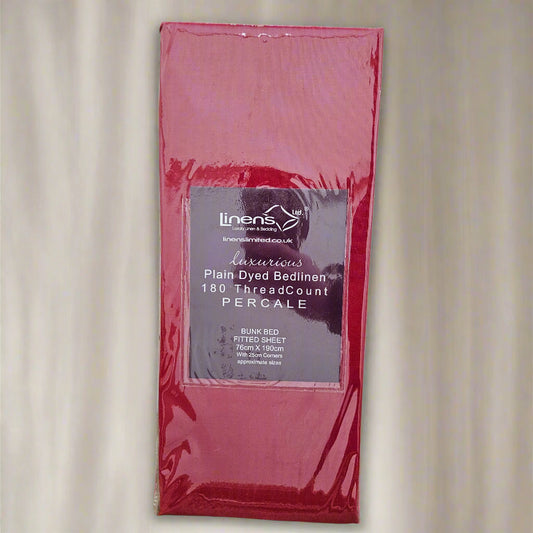 Linens Ltd.
Luxury Linen & Bedding
linenslimited.co.uk
luxurious
Plain Dyed Bedlinen
180 ThreadCount
PERCALE
BUNK BED
FITTED SHEET
76cm X 190cm
With 25cm Corners
approximate sizes